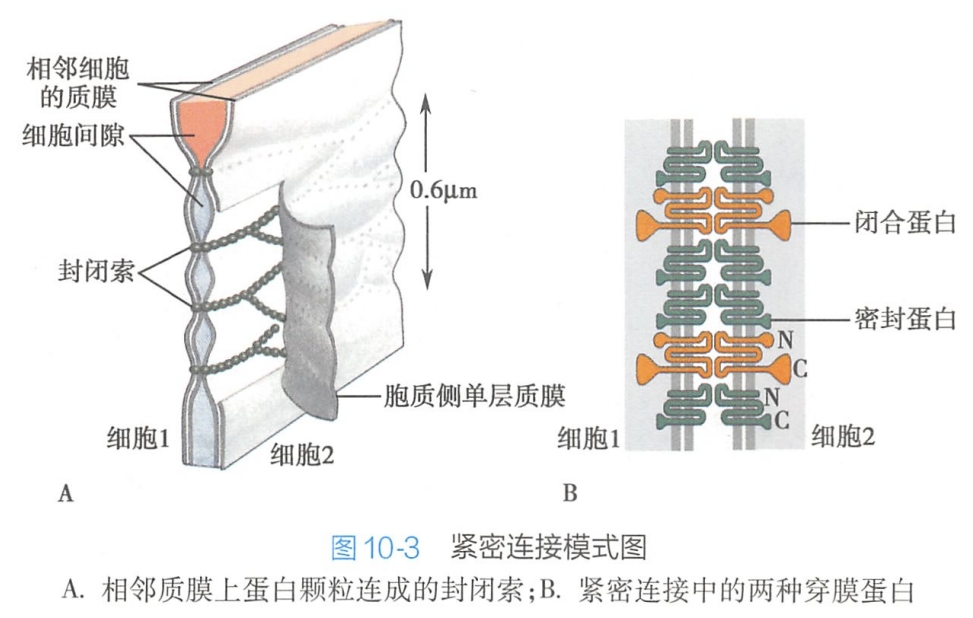 相邻细胞
的质膜
细胞间隙
0.6μm
封闭索
胞质侧单层质膜
细胞1
细胞2
A
闭合蛋白
密封蛋白
N
C
N
C
细胞1
细胞2
B
图10-3 紧密连接模式图
A. 相邻质膜上蛋白颗粒连成的封闭索;B. 紧密连接中的两种穿膜蛋白